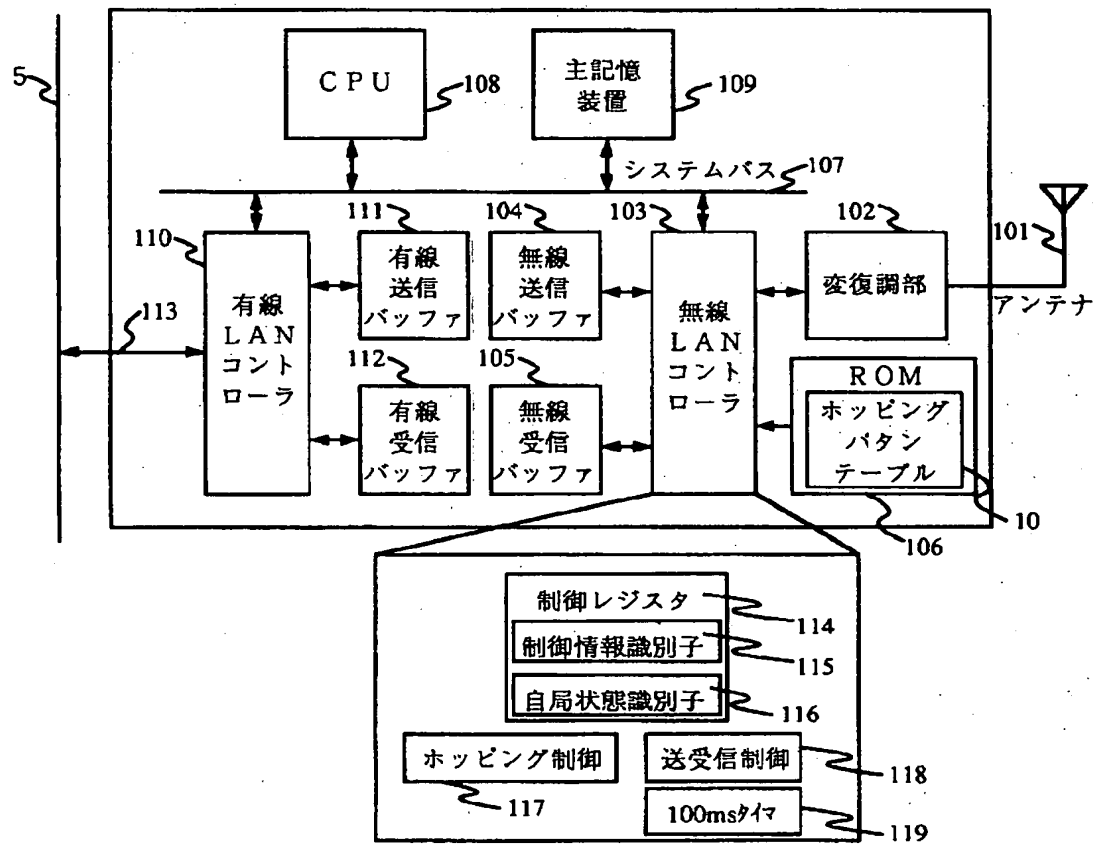 5
CPU
108
主記憶
装置
109
システムバス
107
110
111
104
103
102
101
有線
LAN
コント
ローラ
有線
送信
バッファ
無線
送信
バッファ
無線
LAN
コント
ローラ
変復調部
アンテナ
113
112
105
有線
受信
バッファ
無線
受信
バッファ
ROM
ホッピング
パタン
テーブル
10
106
制御レジスタ
114
制御情報識別子
115
自局状態識別子
116
ホッピング制御
117
送受信制御
118
100msタイマ
119